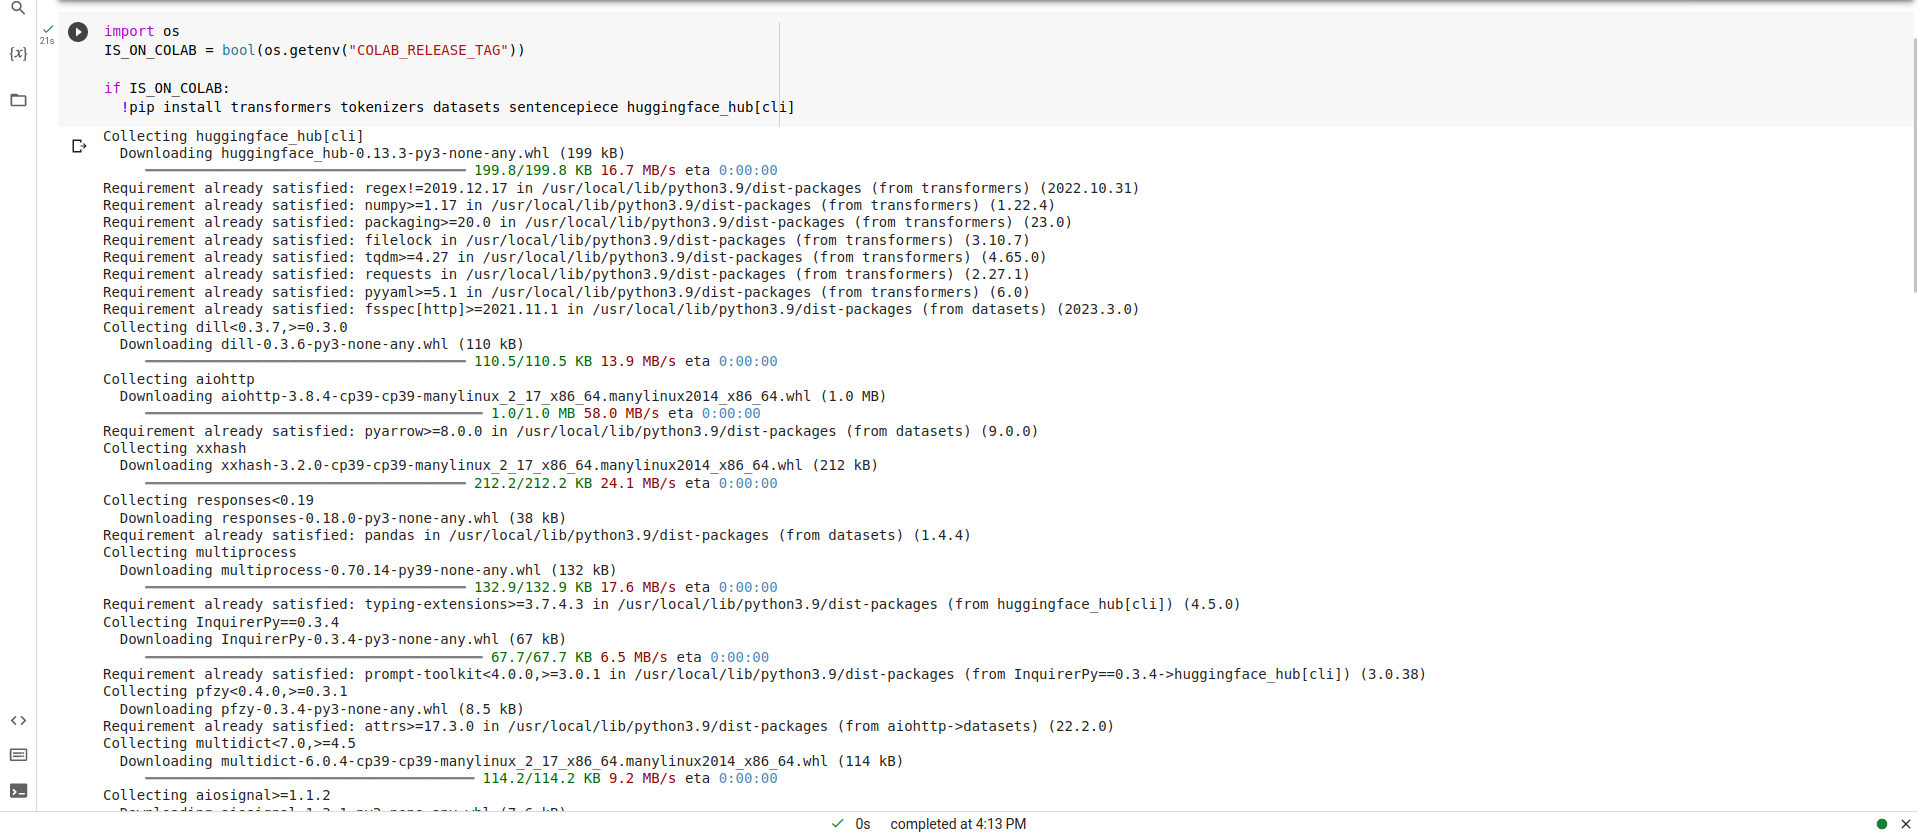 {x}
21s
import os
IS_ON_COLAB = bool(os.getenv("COLAB_RELEASE_TAG"))
if IS_ON_COLAB:
!pip install transformers tokenizers datasets sentencepiece huggingface_hub[cli]
Collecting huggingface_hub[cli]
Downloading huggingface_hub-0.13.3-py3-none-any.whl (199 kB)
199.8/199.8 KB 16.7 MB/s eta 0:00:00
Requirement already satisfied: regex!=2019.12.17 in /usr/local/lib/python3.9/dist-packages (from transformers) (2022.10.31)
Requirement already satisfied: numpy>=1.17 in /usr/local/lib/python3.9/dist-packages (from transformers) (1.22.4)
Requirement already satisfied: packaging>=20.0 in /usr/local/lib/python3.9/dist-packages (from transformers) (23.0)
Requirement already satisfied: filelock in /usr/local/lib/python3.9/dist-packages (from transformers) (3.10.7)
Requirement already satisfied: tqdm>=4.27 in /usr/local/lib/python3.9/dist-packages (from transformers) (4.65.0)
Requirement already satisfied: requests in /usr/local/lib/python3.9/dist-packages (from transformers) (2.27.1)
Requirement already satisfied: pyyaml>=5.1 in /usr/local/lib/python3.9/dist-packages (from transformers) (6.0)
Requirement already satisfied: fsspec[http]>=2021.11.1 in /usr/local/lib/python3.9/dist-packages (from datasets) (2023.3.0)
Collecting dill<0.3.7,>=0.3.0
Downloading dill-0.3.6-py3-none-any.whl (110 kB)
110.5/110.5 KB 13.9 MB/s eta 0:00:00
Collecting aiohttp
Downloading aiohttp-3.8.4-cp39-cp39-manylinux_2_17_x86_64.manylinux2014_x86_64.whl (1.0 MB)
1.0/1.0 MB 58.0 MB/s eta 0:00:00
Requirement already satisfied: pyarrow>=8.0.0 in /usr/local/lib/python3.9/dist-packages (from datasets) (9.0.0)
Collecting xxhash
Downloading xxhash-3.2.0-cp39-cp39-manylinux_2_17_x86_64.manylinux2014_x86_64.whl (212 kB)
212.2/212.2 KB 24.1 MB/s eta 0:00:00
Collecting responses<0.19
Downloading responses-0.18.0-py3-none-any.whl (38 kB)
Requirement already satisfied: pandas in /usr/local/lib/python3.9/dist-packages (from datasets) (1.4.4)
Collecting multiprocess
Downloading multiprocess-0.70.14-py39-none-any.whl (132 kB)
132.9/132.9 KB 17.6 MB/s eta 0:00:00
Requirement already satisfied: typing-extensions>=3.7.4.3 in /usr/local/lib/python3.9/dist-packages (from huggingface_hub[cli]) (4.5.0)
Collecting InquirerPy==0.3.4
Downloading InquirerPy-0.3.4-py3-none-any.whl (67 kB)
67.7/67.7 KB 6.5 MB/s eta 0:00:00
Requirement already satisfied: prompt-toolkit<4.0.0,>=3.0.1 in /usr/local/lib/python3.9/dist-packages (from InquirerPy==0.3.4->huggingface_hub[cli]) (3.0.38)
Collecting pfzy<0.4.0,>=0.3.1
Downloading pfzy-0.3.4-py3-none-any.whl (8.5 kB)
Requirement already satisfied: attrs>=17.3.0 in /usr/local/lib/python3.9/dist-packages (from aiohttp->datasets) (22.2.0)
Collecting multidict<7.0,>=4.5
Downloading multidict-6.0.4-cp39-cp39-manylinux_2_17_x86_64.manylinux2014_x86_64.whl (114 kB)
114.2/114.2 KB 9.2 MB/s eta 0:00:00
Collecting aiosignal>=1.1.2
0s completed at 4:13 PM